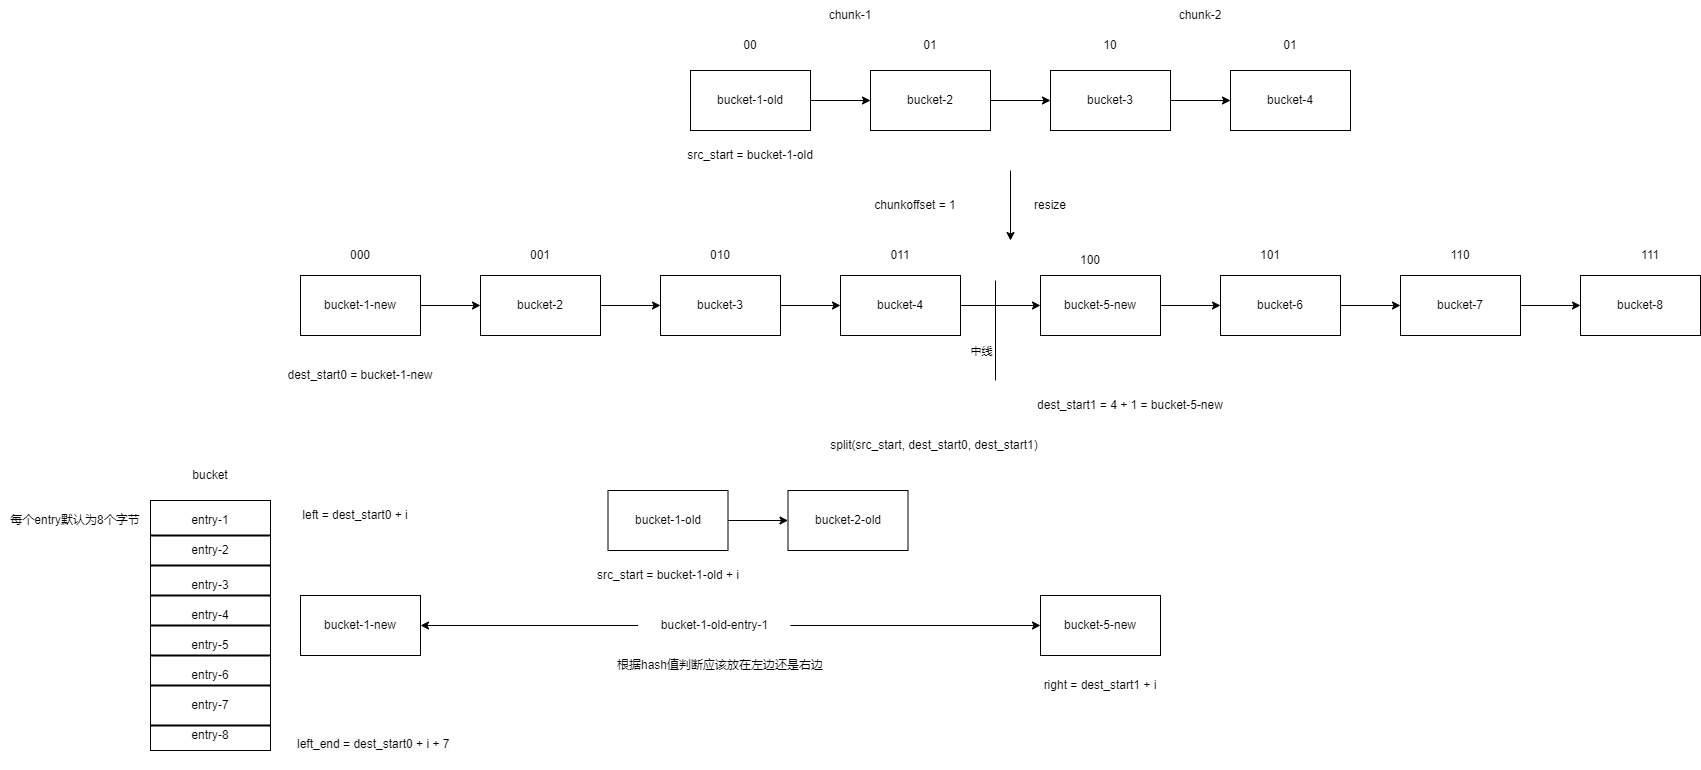 chunk-1
chunk-2
00
01
10
01
bucket-1-old
bucket-2
bucket-3
bucket-4
src_start = bucket-1-old
chunkoffset = 1
resize
000
001
010
011
100
101
110
111
bucket-1-new
bucket-2
bucket-3
bucket-4
bucket-5-new
bucket-6
bucket-7
bucket-8
中线
dest_start0 = bucket-1-new
dest_start1 = 4 + 1 = bucket-5-new
split(src_start, dest_start0, dest_start1)
bucket
每个entry默认为8个字节
entry-1
entry-2
entry-3
entry-4
entry-5
entry-6
entry-7
entry-8
left = dest_start0 + i
bucket-1-old
bucket-2-old
src_start = bucket-1-old + i
bucket-1-new
bucket-1-old-entry-1
bucket-5-new
根据hash值判断应该放在左边还是右边
right = dest_start1 + i
left_end = dest_start0 + i + 7